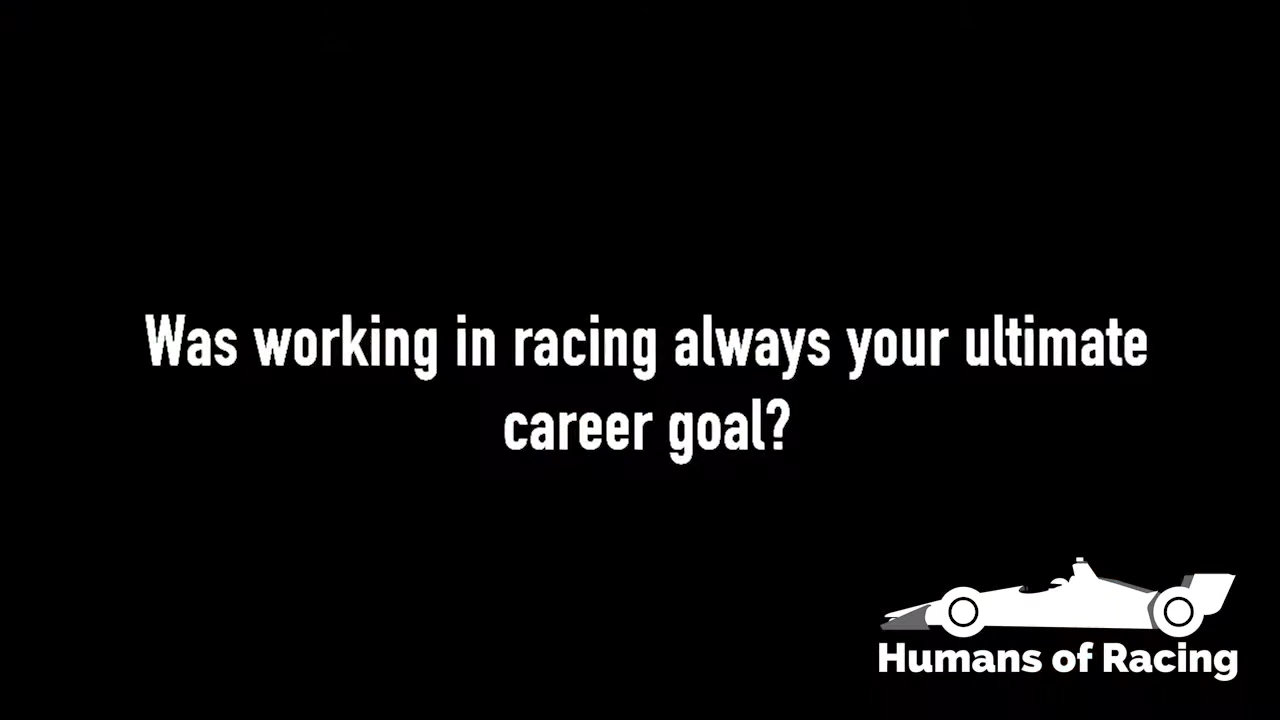 Was working in racing always your ultimate
career goal?
Humans of Racing